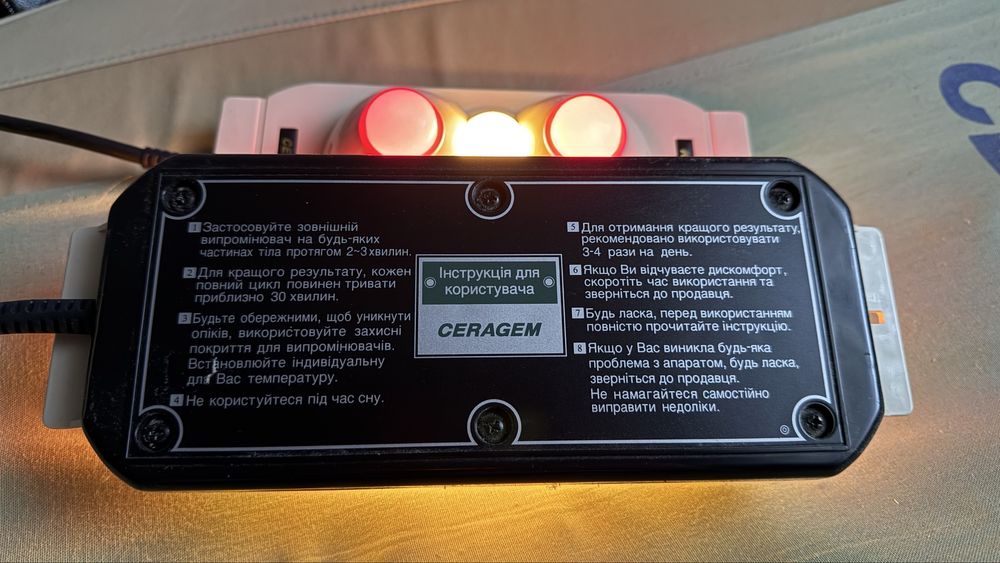 1 Застосовуйте зовнішній
випромінювач на будь-яких
частинах тіла протягом 2~3хвилин.
2 Для кращого результату, кожен
повний цикл повинен тривати
приблизно 30 хвилин.
3 Будьте обережними, щоб уникнути
опіків, використовуйте захисні
покриття для випромінювачів.
Встановлюйте індивідуальну
для Вас температуру.
4 Не користуйтеся під час сну.
Інструкція для
користувача
CERAGEM
5 Для отримання кращого результату,
рекомендовано використовувати
3-4 рази на день.
6 Якщо Ви відчуваєте дискомфорт,
скоротіть час використання та
зверніться до продавця.
7 Будь ласка, перед використанням
повністю прочитайте інструкцію.
8 Якщо у Вас виникла будь-яка
проблема з апаратом, будь ласка,
зверніться до продавця.
Не намагайтеся самостійно
виправити недоліки.